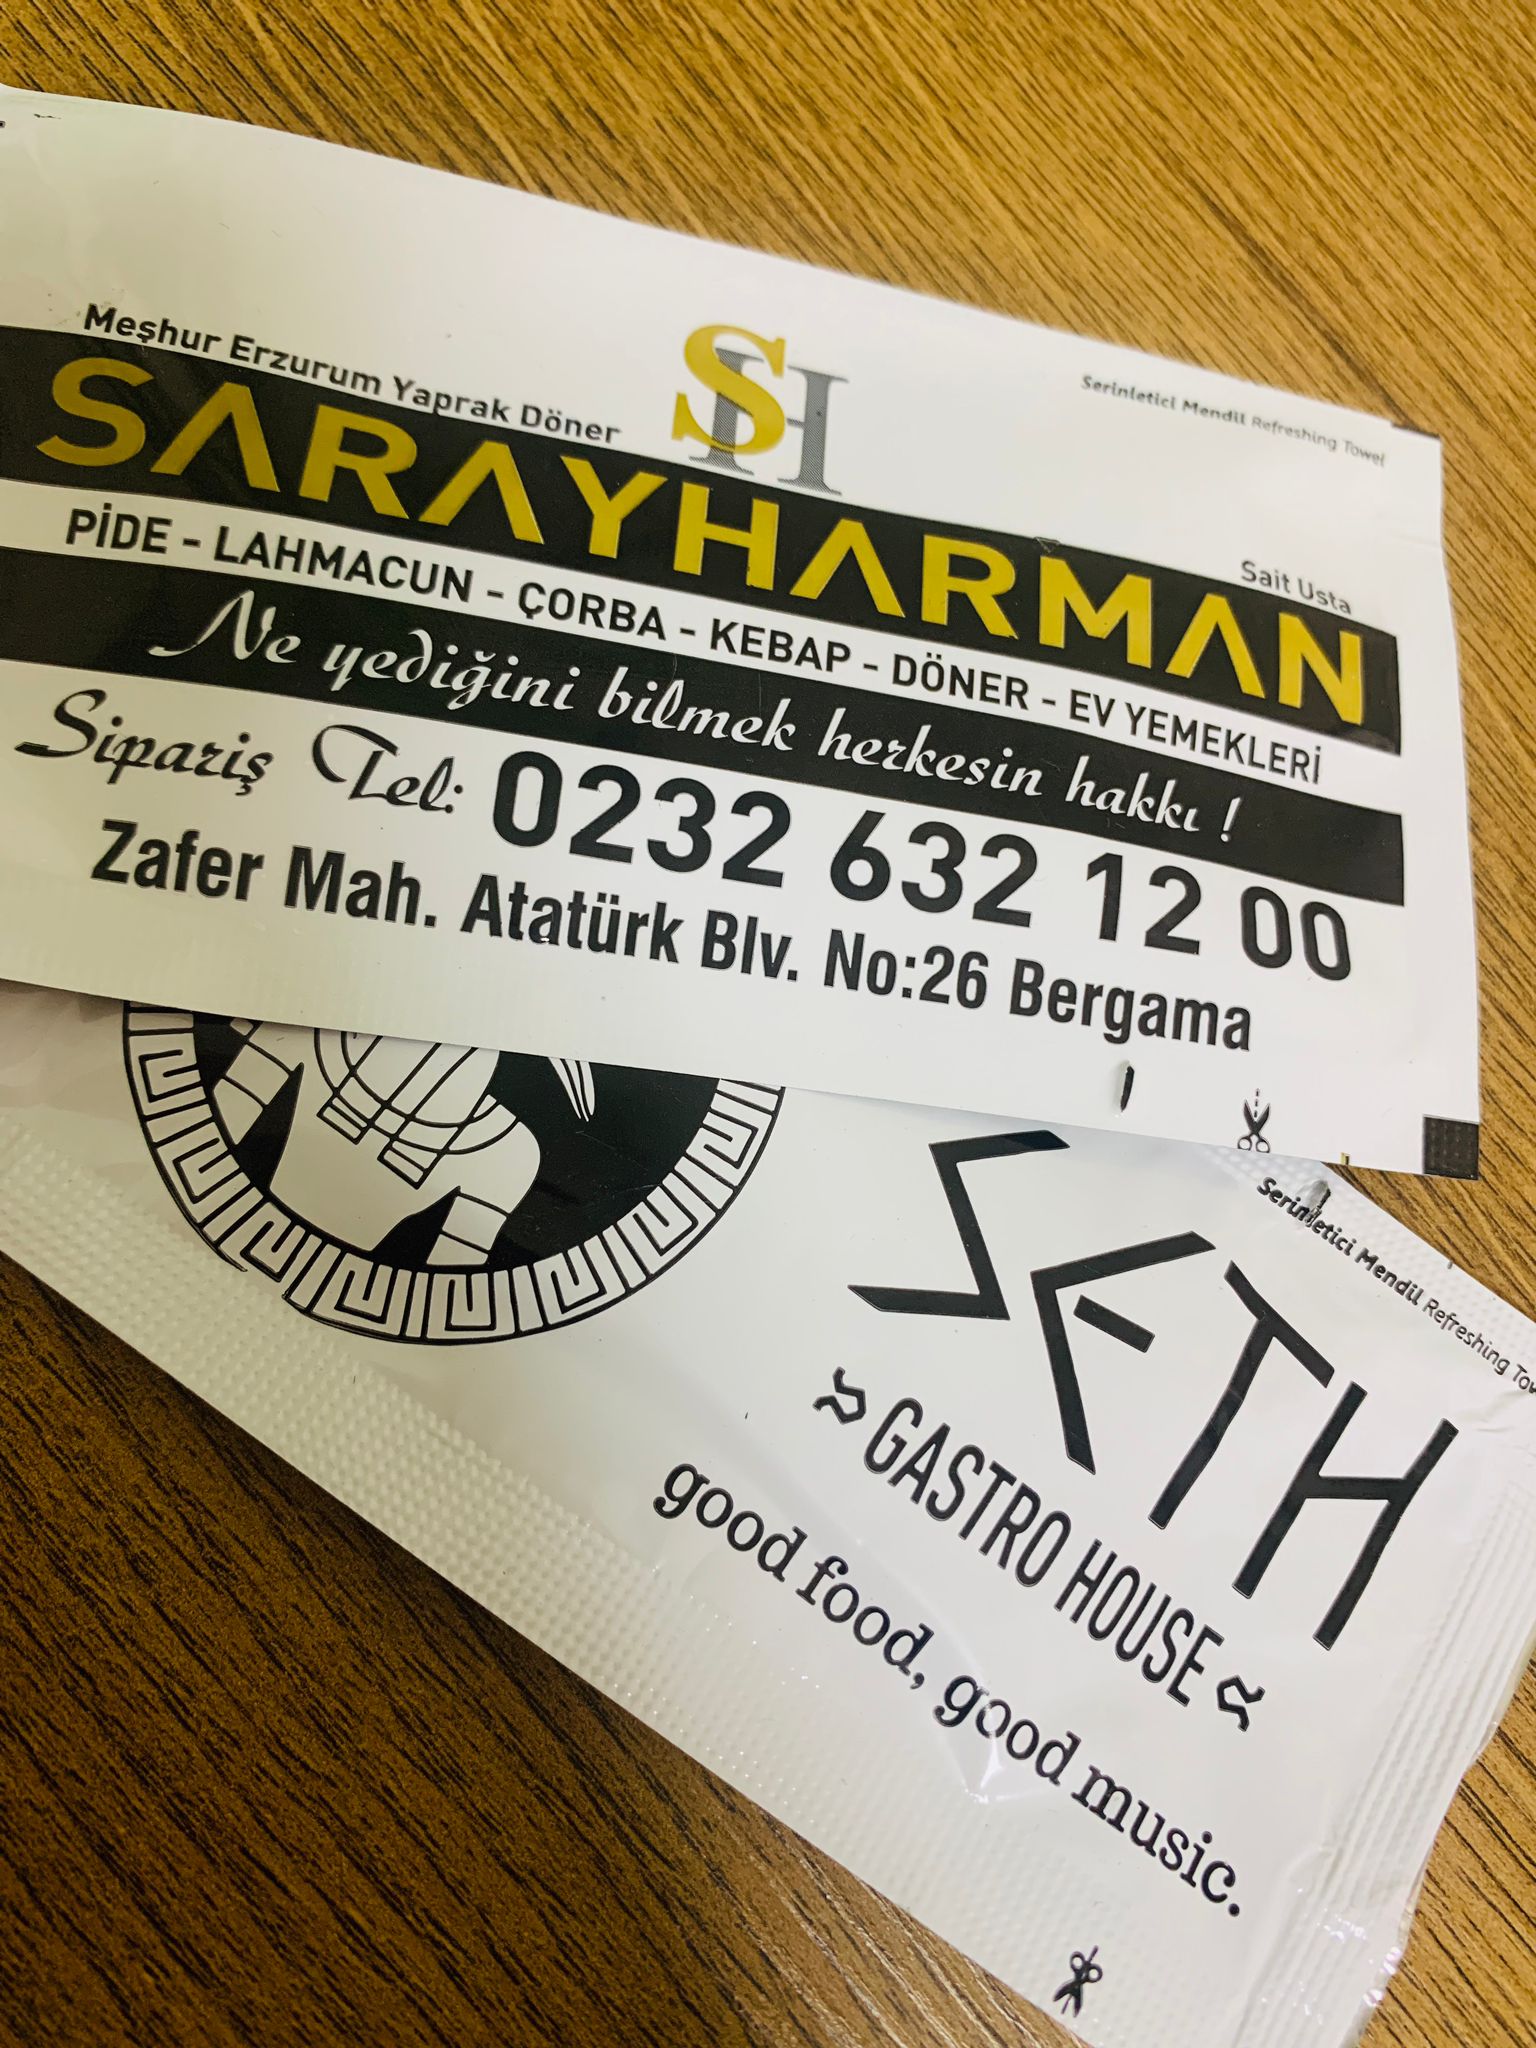 SH
Serinletici Mendil Refreshing Towel
Meşhur Erzurum Yaprak Döner
Sait Usta
SARAYHARMAN
PİDE - LAHMACUN - ÇORBA - KEBAP - DÖNER - EV YEMEKLERİ
Ne yediğini bilmek herkesin hakkı !
Sipariş Tel: 0232 632 12 00
Zafer Mah. Atatürk Blv. No:26 Bergama
Serinletici Mendil Refreshing
SETH
GASTRO HOUSE
good food, good music.